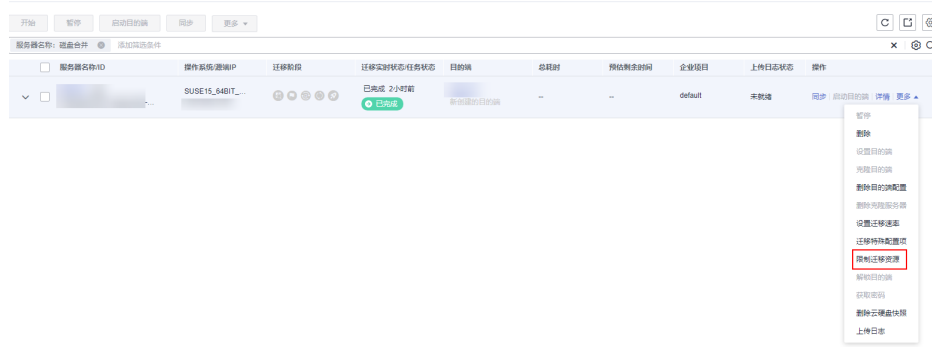 开始 暂停 启动目的端 同步 更多
服务器名称: 磁盘合并 添加筛选条件
服务器名称/ID 操作系统/源端IP 迁移阶段 迁移实时状态/任务状态 目的端 总耗时 预估剩余时间 企业项目 上传日志状态 操作
SUSE15_64BIT_... 已完成 2小时前 -- -- default 未就绪 同步 启动目的端 详情 更多
已完成 新创建的目的端
暂停
删除
设置目的端
克隆目的端
删除目的端配置
删除克隆服务器
设置迁移速率
迁移特殊配置项
限制迁移资源
解锁目的端
获取密码
删除云硬盘快照
上传日志